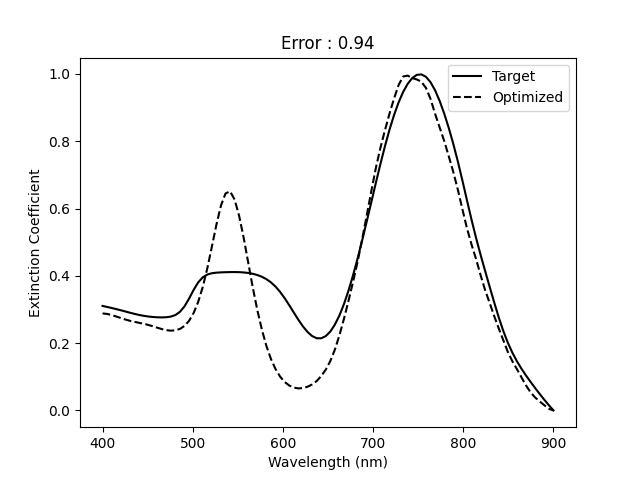 Error : 0.94
Target
Optimized
Extinction Coefficient
1.0
0.8
0.6
0.4
0.2
0.0
400 500 600 700 800 900
Wavelength (nm)